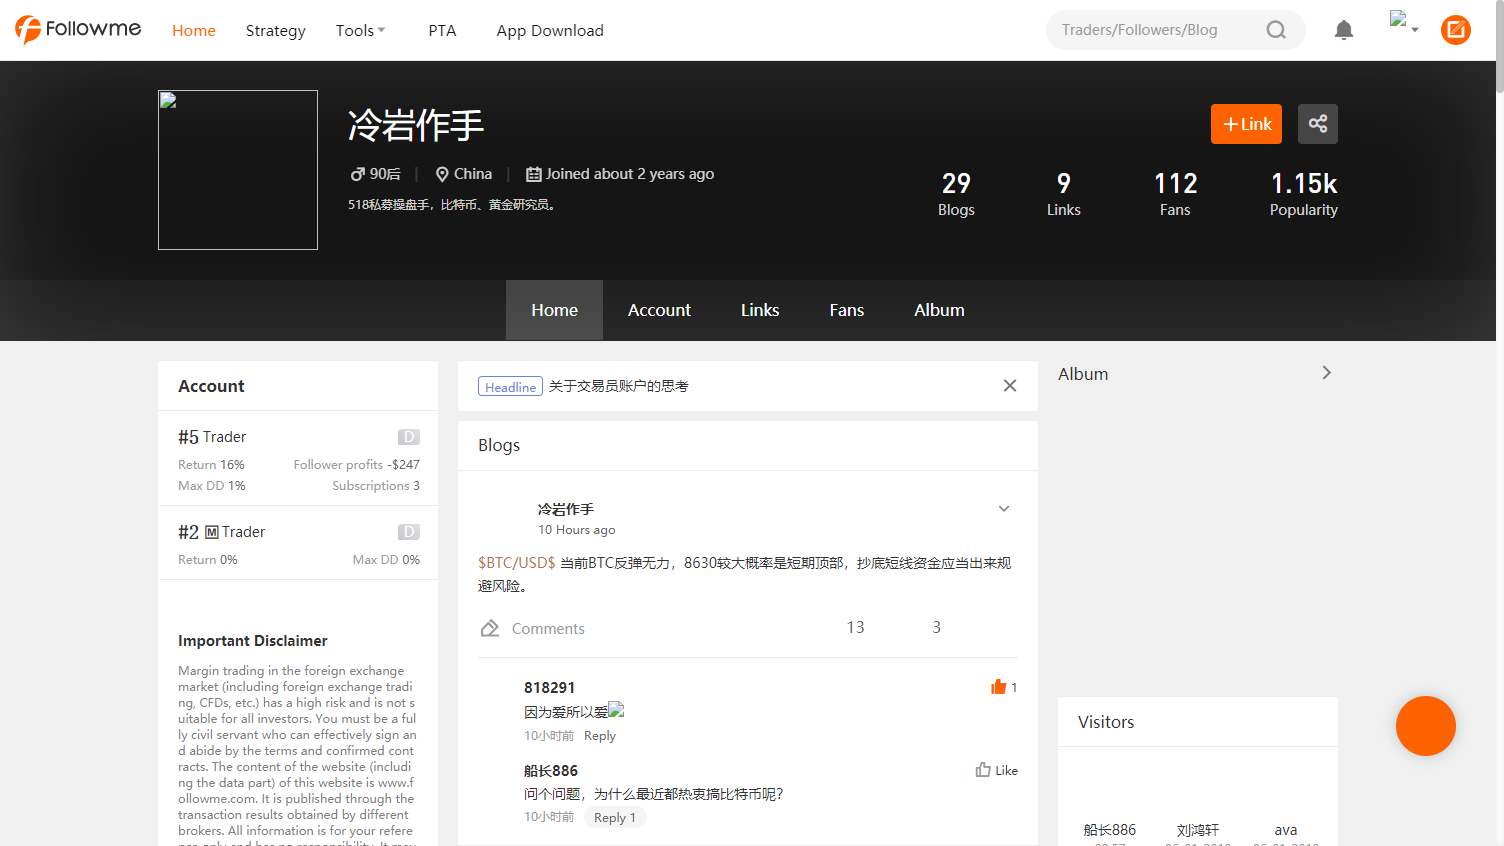 Followme
Home
Strategy
Tools
PTA
App Download
Traders/Followers/Blog
冷岩作手
+Link
90后
China
Joined about 2 years ago
518私募操盘手，比特币、黄金研究员。
29
Blogs
9
Links
112
Fans
1.15k
Popularity
Home
Account
Links
Fans
Album
Account
#5 Trader
D
Return 16%
Follower profits -$247
Max DD 1%
Subscriptions 3
#2 M Trader
D
Return 0%
Max DD 0%
Important Disclaimer
Margin trading in the foreign exchange
market (including foreign exchange tradi
ng, CFDs, etc.) has a high risk and is not s
uitable for all investors. You must be a ful
ly civil servant who can effectively sign an
d abide by the terms and confirmed cont
racts. The content of the website (includi
ng the data part) of this website is www.f
ollowme.com. It is published through the
transaction results obtained by different
brokers. All information is for your refere
Headline 关于交易员账户的思考
Blogs
冷岩作手
10 Hours ago
$BTC/USD$ 当前BTC反弹无力，8630较大概率是短期顶部，抄底短线资金应当出来规
避风险。
Comments
13
3
818291
1
因为爱所以爱
10小时前 Reply
船长886
Like
问个问题，为什么最近都热衷搞比特币呢?
10小时前 Reply 1
Album
Visitors
船长886
刘鸿轩
ava